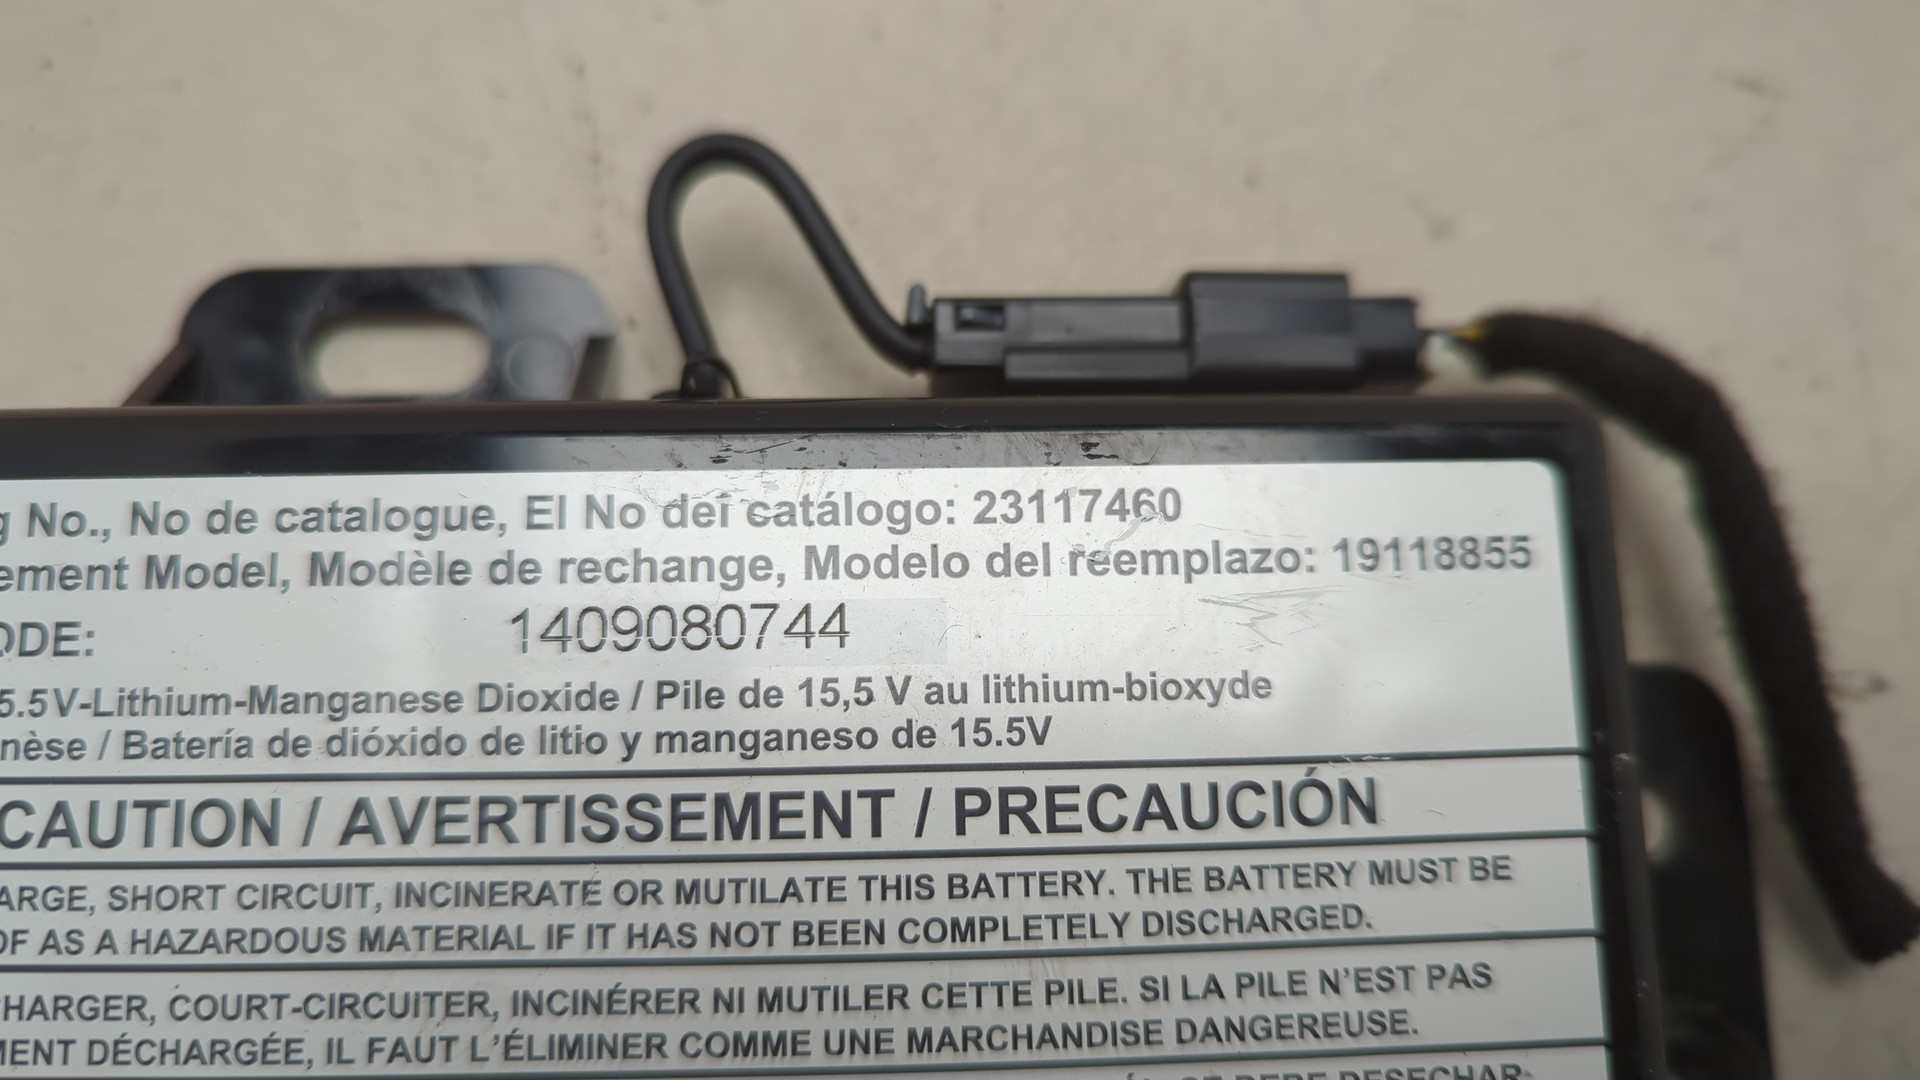 No., No de catalogue, El No del catálogo: 23117460
ement Model, Modèle de rechange, Modelo del reemplazo: 19118855
ODE: 1409080744
5.5V-Lithium-Manganese Dioxide / Pile de 15,5 V au lithium-bioxyde
nèse / Batería de dióxido de litio y manganeso de 15.5V
CAUTION / AVERTISSEMENT / PRECAUCIÓN
ARGE, SHORT CIRCUIT, INCINERATE OR MUTILATE THIS BATTERY. THE BATTERY MUST BE
OF AS A HAZARDOUS MATERIAL IF IT HAS NOT BEEN COMPLETELY DISCHARGED.
HARGER, COURT-CIRCUITER, INCINÉRER NI MUTILER CETTE PILE. SI LA PILE N'EST PAS
MENT DÉCHARGÉE, IL FAUT L'ÉLIMINER COMME UNE MARCHANDISE DANGEREUSE.
SE DEBE DESECHAR-